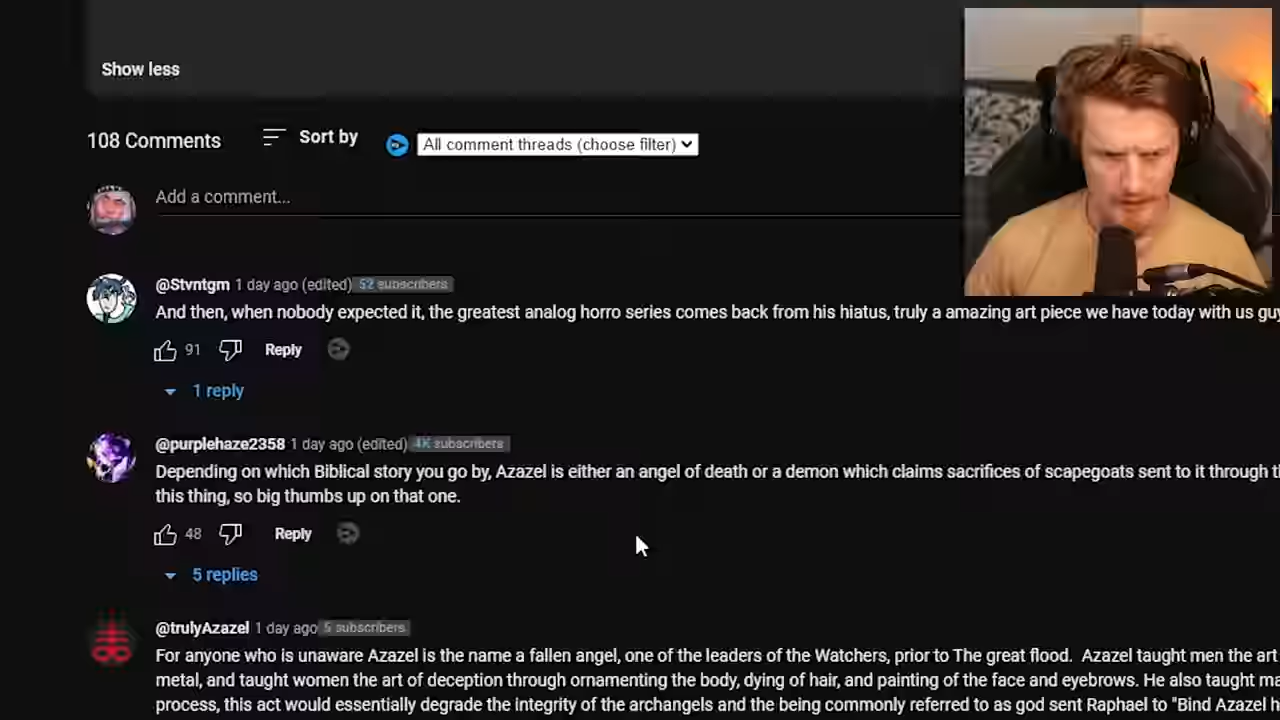 Show less
108 Comments
Sort by
All comment threads (choose filter)
Add a comment...
@Stvntgm 1 day ago (edited) 52 subscribers
And then, when nobody expected it, the greatest analog horro series comes back from his hiatus, truly a amazing art piece we have today with us guy
91
Reply
1 reply
@purplehaze2358 1 day ago (edited) 4K subscribers
Depending on which Biblical story you go by, Azazel is either an angel of death or a demon which claims sacrifices of scapegoats sent to it through th
this thing, so big thumbs up on that one.
48
Reply
5 replies
@trulyAzazel 1 day ago 5 subscribers
For anyone who is unaware Azazel is the name a fallen angel, one of the leaders of the Watchers, prior to The great flood. Azazel taught men the art
metal, and taught women the art of deception through ornamenting the body, dying of hair, and painting of the face and eyebrows. He also taught ma
process, this act would essentially degrade the integrity of the archangels and the being commonly referred to as god sent Raphael to "Bind Azazel h